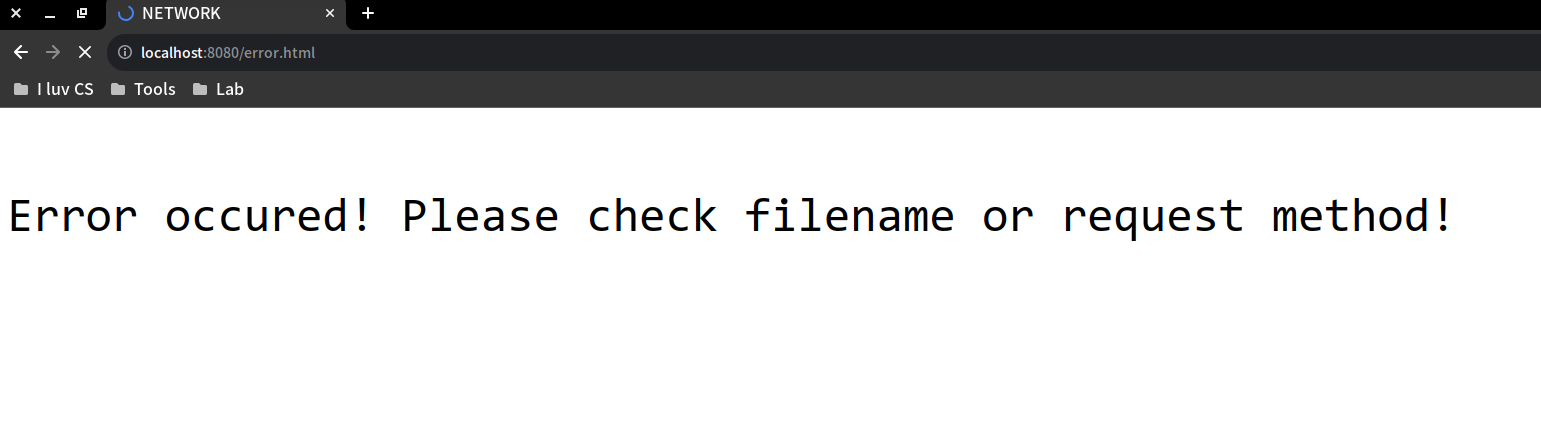 NETWORK
localhost:8080/error.html
I luv CS Tools Lab
Error occured! Please check filename or request method!